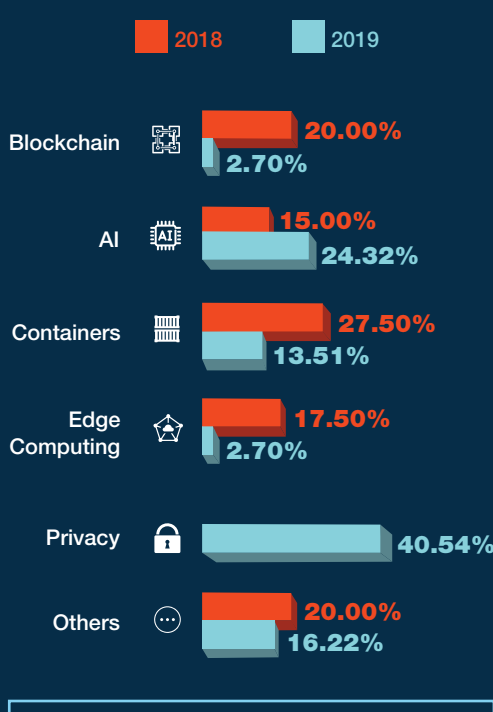 2018
2019
Blockchain
20.00%
2.70%
AI
AI
15.00%
24.32%
Containers
27.50%
13.51%
Edge
Computing
17.50%
2.70%
Privacy
40.54%
Others
20.00%
16.22%